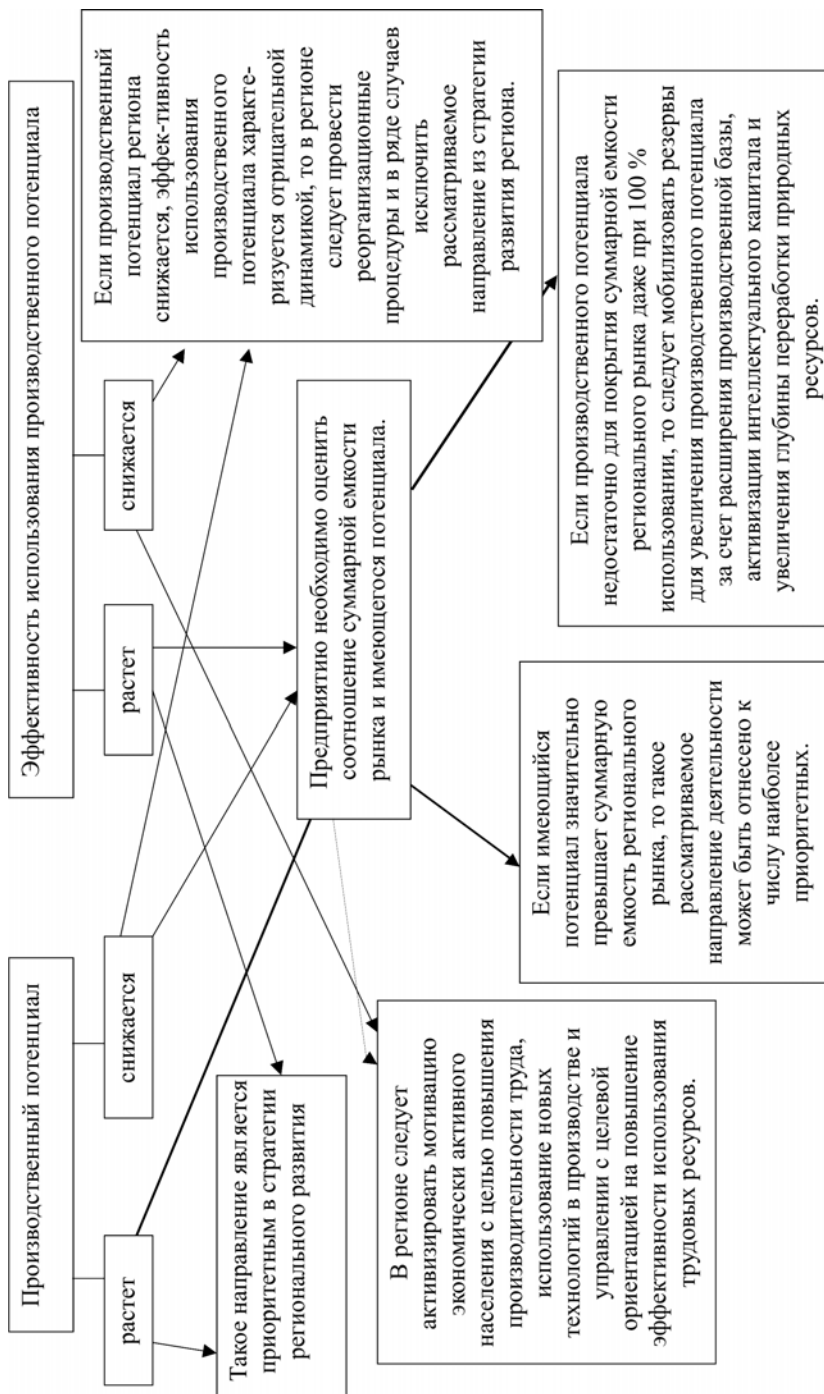 Производственный потенциал
Эффективность использования производственного потенциала
растет
снижается
растет
снижается
Такое направление является
приоритетным в стратегии
регионального развития
Предприятию необходимо оценить
соотношение суммарной емкости
рынка и имеющегося потенциала.
Если производственный
потенциал региона
снижается, эффек-тивность
использования
производственного
потенциала характе-
ризуется отрицательной
динамикой, то в регионе
следует провести
реорганизационные
процедуры и в ряде случаев
исключить
рассматриваемое
направление из стратегии
развития региона.
В регионе следует
активизировать мотивацию
экономически активного
населения с целью повышения
производительности труда,
использование новых
технологий в производстве и
управлении с целевой
ориентацией на повышение
эффективности использования
трудовых ресурсов.
Если имеющийся
потенциал значительно
превышает суммарную
емкость регионального
рынка, то такое
рассматриваемое
направление деятельности
может быть отнесено к
числу наиболее
приоритетных.
Если производственного потенциала
недостаточно для покрытия суммарной емкости
регионального рынка даже при 100 %
использовании, то следует мобилизовать резервы
для увеличения производственного потенциала
за счет расширения производственной базы,
активизации интеллектуального капитала и
увеличения глубины переработки природных
ресурсов.